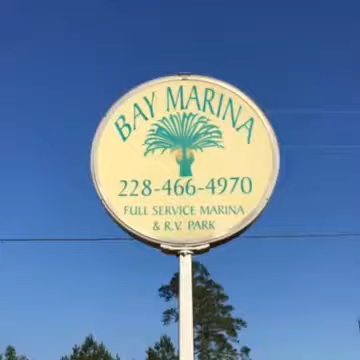 BAY MARINA
228-466-4970
FULL SERVICE MARINA
& R.V. PARK